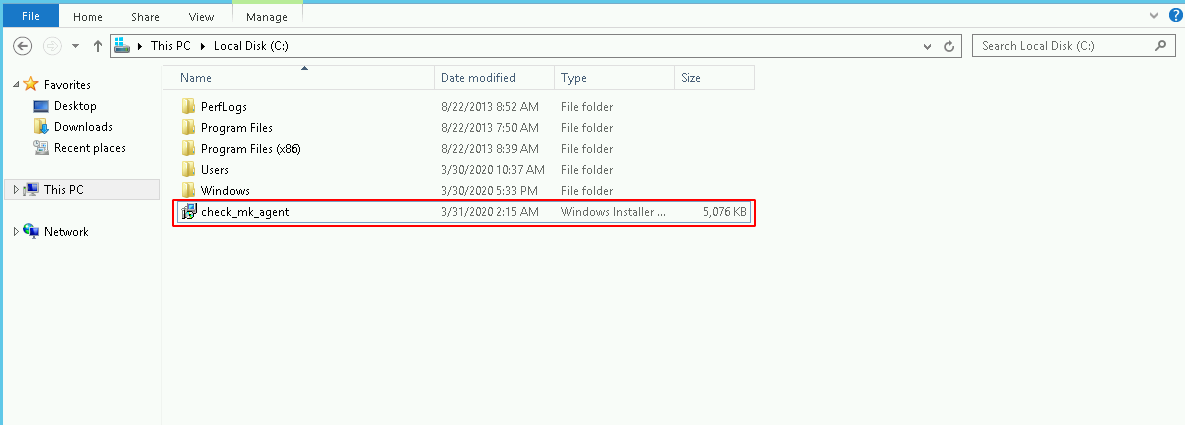 File Home Share View Manage
This PC Local Disk (C:) Search Local Disk (C:)
Name Date modified Type Size
Favorites
Desktop
Downloads
Recent places
This PC
Network
PerfLogs 8/22/2013 8:52 AM File folder
Program Files 8/22/2013 7:50 AM File folder
Program Files (x86) 8/22/2013 8:39 AM File folder
Users 3/30/2020 10:37 AM File folder
Windows 3/30/2020 5:33 PM File folder
check_mk_agent 3/31/2020 2:15 AM Windows Installer ... 5,076 KB